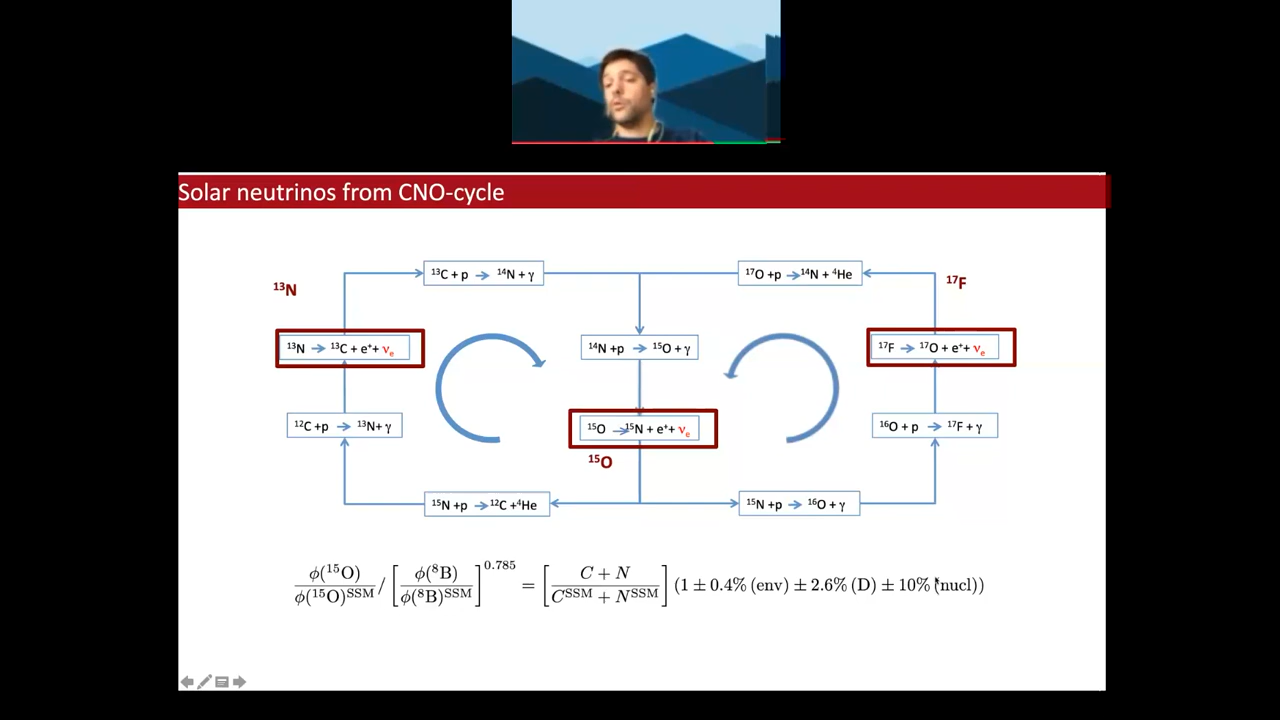 Solar neutrinos from CNO-cycle
¹³C + p → ¹⁴N + γ
¹⁷O +p → ¹⁴N + ⁴He
¹³N
¹⁷F
¹³N → ¹³C + e⁺+ νₑ
¹⁴N +p → ¹⁵O + γ
¹⁷F → ¹⁷O + e⁺+ νₑ
¹²C +p → ¹³N+ γ
¹⁵O → ¹⁵N + e⁺+ νₑ
¹⁶O + p → ¹⁷F + γ
¹⁵O
¹⁵N +p → ¹²C +⁴He
¹⁵N +p → ¹⁶O + γ
ϕ(¹⁵O)/ϕ(¹⁵O)^SSM / [ϕ(⁸B)/ϕ(⁸B)^SSM]^0.785 = [(C + N)/(C^SSM + N^SSM)] (1 ± 0.4% (env) ± 2.6% (D) ± 10% (nucl))